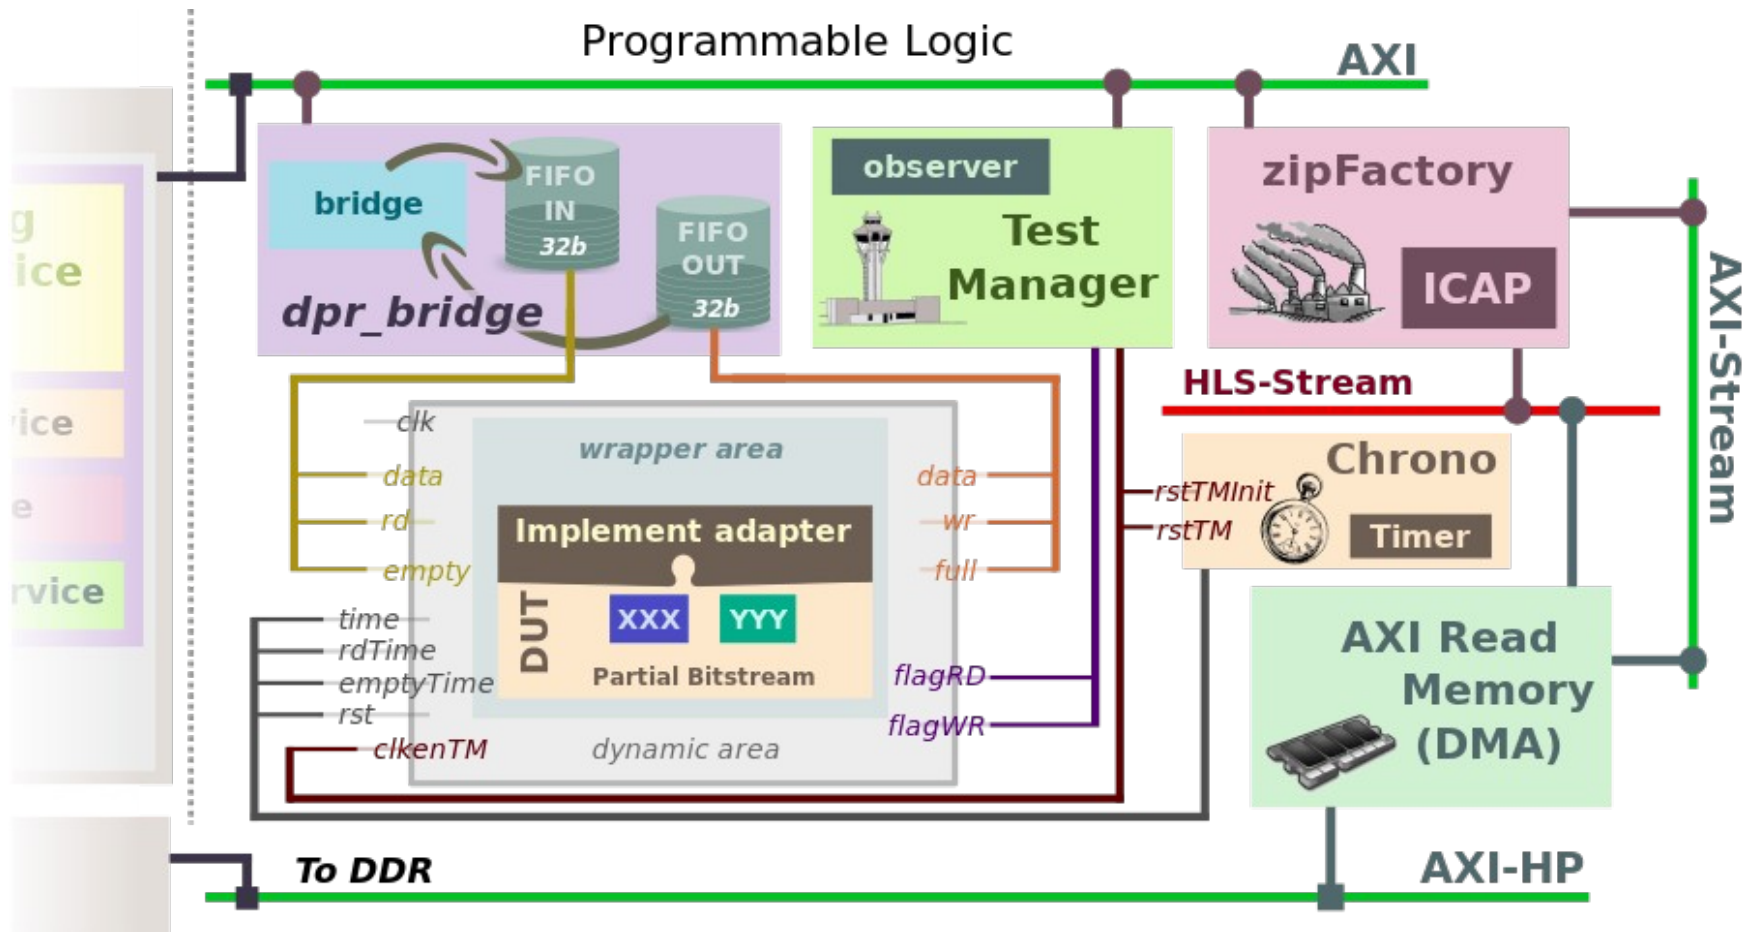 Programmable Logic
AXI
g
ice
ice
e
rvice
bridge
FIFO
IN
32b
FIFO
OUT
32b
dpr_bridge
observer
Test
Manager
zipFactory
ICAP
AXI-Stream
HLS-Stream
clk
data
rd
empty
time
rdTime
emptyTime
rst
clkenTM
wrapper area
Implement adapter
DUT
XXX
YYY
Partial Bitstream
dynamic area
data
wr
full
flagRD
flagWR
rstTMInit
rstTM
Chrono
Timer
AXI Read
Memory
(DMA)
To DDR
AXI-HP